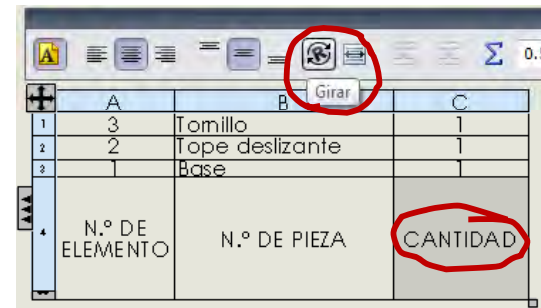 A Σ 0.
Girar
A B C
1 3 Tornillo 1
2 2 Tope deslizante 1
3 1 Base 1
4 N.º DE ELEMENTO N.º DE PIEZA CANTIDAD